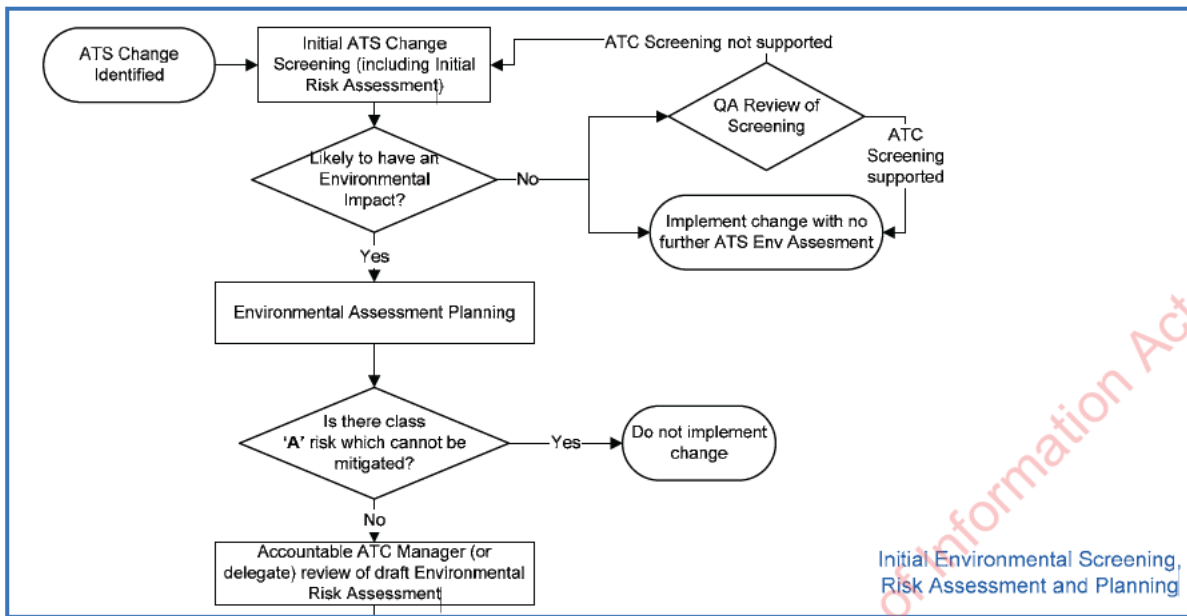 ATS Change
Identified
Initial ATS Change
Screening (including Initial
Risk Assessment)
ATC Screening not supported
QA Review of
Screening
ATC
Screening
supported
Likely to have an
Environmental
Impact?
No
Implement change with no
further ATS Env Assesment
Yes
Environmental Assessment Planning
Is there class
'A' risk which cannot be
mitigated?
Yes
Do not implement
change
No
Accountable ATC Manager (or
delegate) review of draft Environmental
Risk Assessment
Initial Environmental Screening,
Risk Assessment and Planning
of Information Act